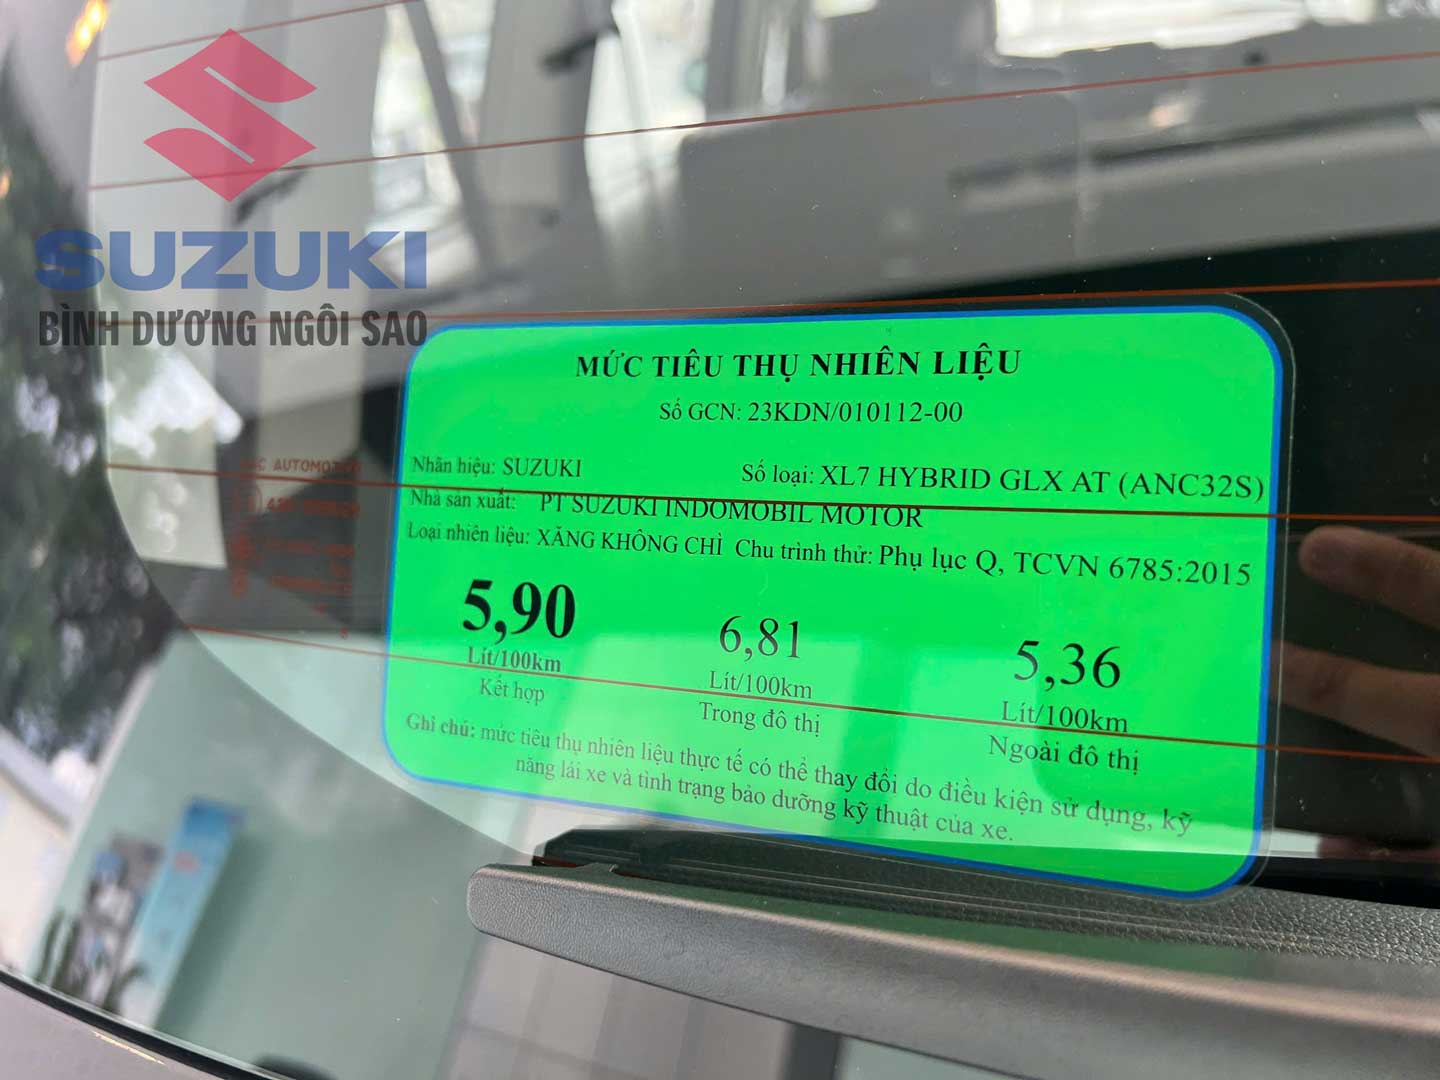 SUZUKI
BÌNH DƯƠNG NGÔI SAO
MỨC TIÊU THỤ NHIÊN LIỆU
Số GCN: 23KDN/010112-00
Nhãn hiệu: SUZUKI Số loại: XL7 HYBRID GLX AT (ANC32S)
Nhà sản xuất: PT SUZUKI INDOMOBIL MOTOR
Loại nhiên liệu: XĂNG KHÔNG CHÌ Chu trình thử: Phụ lục Q, TCVN 6785:2015
5,90 6,81 5,36
Lít/100km Lít/100km Lít/100km
Kết hợp Trong đô thị Ngoài đô thị
Ghi chú: mức tiêu thụ nhiên liệu thực tế có thể thay đổi do điều kiện sử dụng, kỹ
năng lái xe và tình trạng bảo dưỡng kỹ thuật của xe.